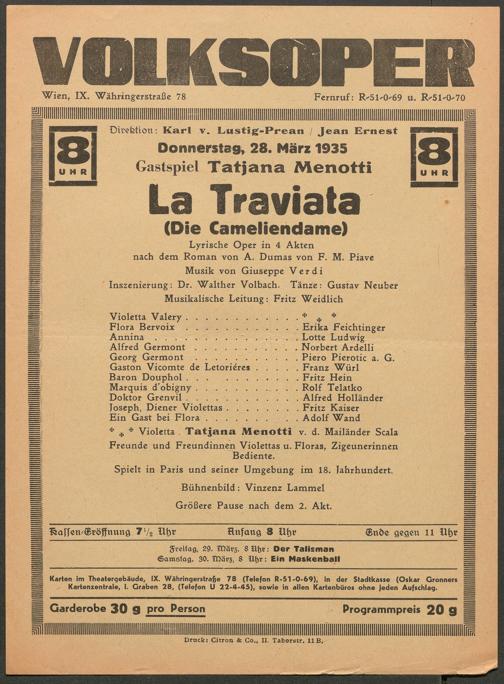 VOLKSOPER
Wien, IX. Währingerstraße 78 Fernruf: R-51-0-69 u. R-51-0-70
8 UHR
Direktion: Karl v. Lustig-Prean / Jean Ernest
8 UHR
Donnerstag, 28. März 1935
Gastspiel Tatjana Menotti
La Traviata
(Die Cameliendame)
Lyrische Oper in 4 Akten
nach dem Roman von A. Dumas von F. M. Piave
Musik von Giuseppe Verdi
Inszenierung: Dr. Walther Volbach. Tänze: Gustav Neuber
Musikalische Leitung: Fritz Weidlich
Violetta Valery . . . . . . . . . . . * * *
Flora Bervoix . . . . . . . . . . . Erika Feichtinger
Annina . . . . . . . . . . . Lotte Ludwig
Alfred Germont . . . . . . . . . . . Norbert Ardelli
Georg Germont . . . . . . . . . . . Piero Pierotic a. G.
Gaston Vicomte de Letoriéres . . . . . Franz Würl
Baron Douphol . . . . . . . . . . . Fritz Hein
Marquis d'obigny . . . . . . . . . . . Rolf Telatko
Doktor Grenvil . . . . . . . . . . . Alfred Holländer
Joseph, Diener Violettas . . . . . . . Fritz Kaiser
Ein Gast bei Flora . . . . . . . . . . Adolf Wand
* * * Violetta Tatjana Menotti v. d. Mailänder Scala
Freunde und Freundinnen Violettas u. Floras, Zigeunerinnen
Bediente.
Spielt in Paris und seiner Umgebung im 18. Jahrhundert.
Bühnenbild: Vinzenz Lammel
Größere Pause nach dem 2. Akt.
Kassen-Eröffnung 7 1/2 Uhr Anfang 8 Uhr Ende gegen 11 Uhr
Freitag, 29. März, 8 Uhr: Der Talisman
Samstag, 30. März, 8 Uhr: Ein Maskenball
Karten im Theatergebäude, IX. Währingerstraße 78 (Telefon R-51-0-69), in der Stadtkasse (Oskar Gronners
Kartenzentrale, I. Graben 28, (Telefon U 22-4-45), sowie in allen Kartenbüros ohne jeden Aufschlag.
Garderobe 30 g pro Person Programmpreis 20 g
Druck: Citron & Co., II. Taborstr. 11B.